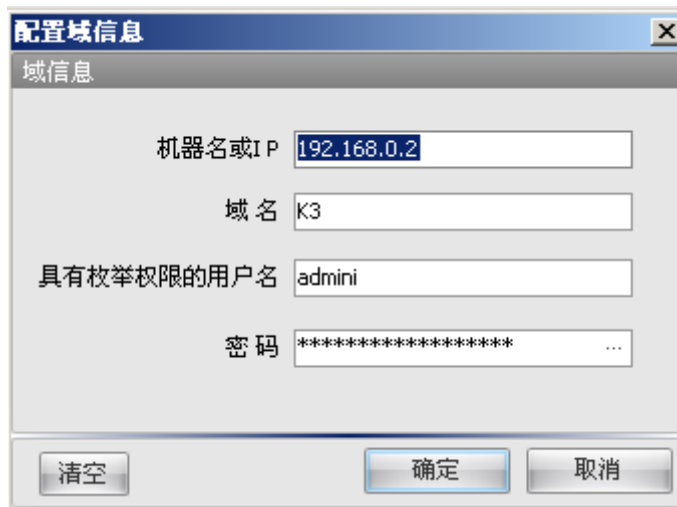 配置域信息
域信息
机器名或IP 192.168.0.2
域名 K3
具有枚举权限的用户名 admini
密码 ****************** ...
清空 确定 取消